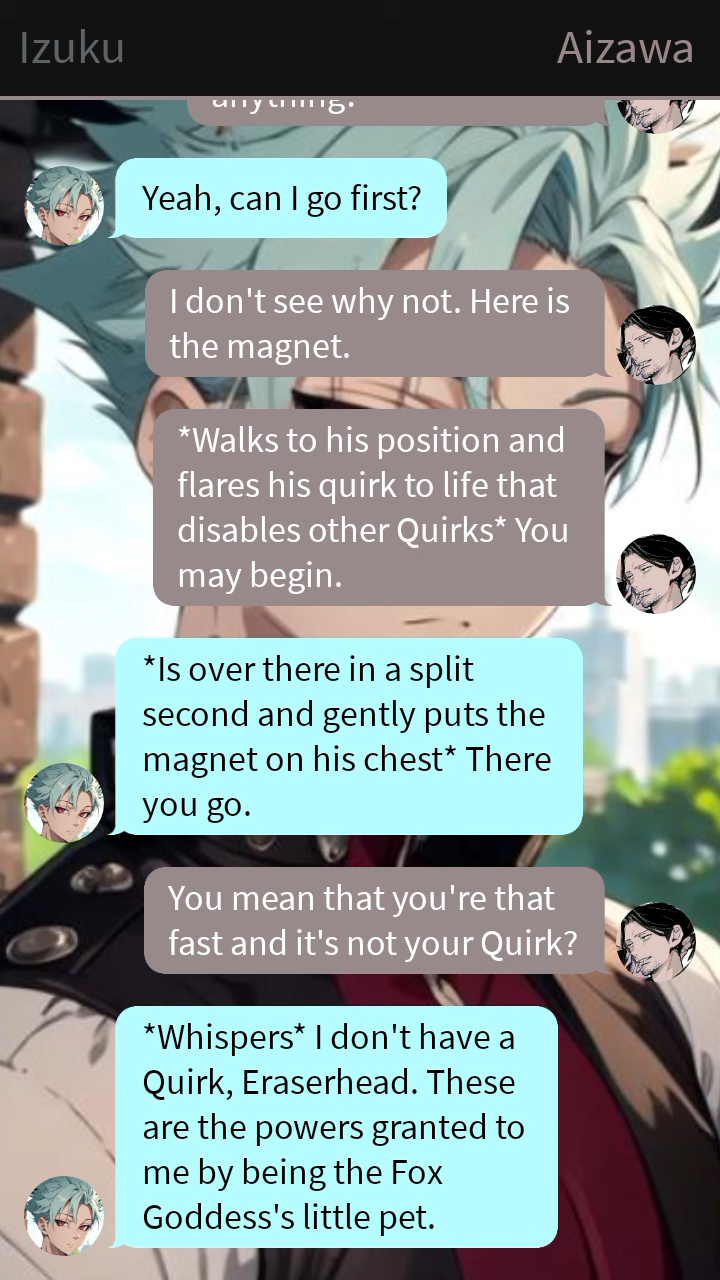 Izuku
Aizawa
anything.
Yeah, can I go first?
I don't see why not. Here is
the magnet.
*Walks to his position and
flares his quirk to life that
disables other Quirks* You
may begin.
*Is over there in a split
second and gently puts the
magnet on his chest* There
you go.
You mean that you're that
fast and it's not your Quirk?
*Whispers* I don't have a
Quirk, Eraserhead. These
are the powers granted to
me by being the Fox
Goddess's little pet.